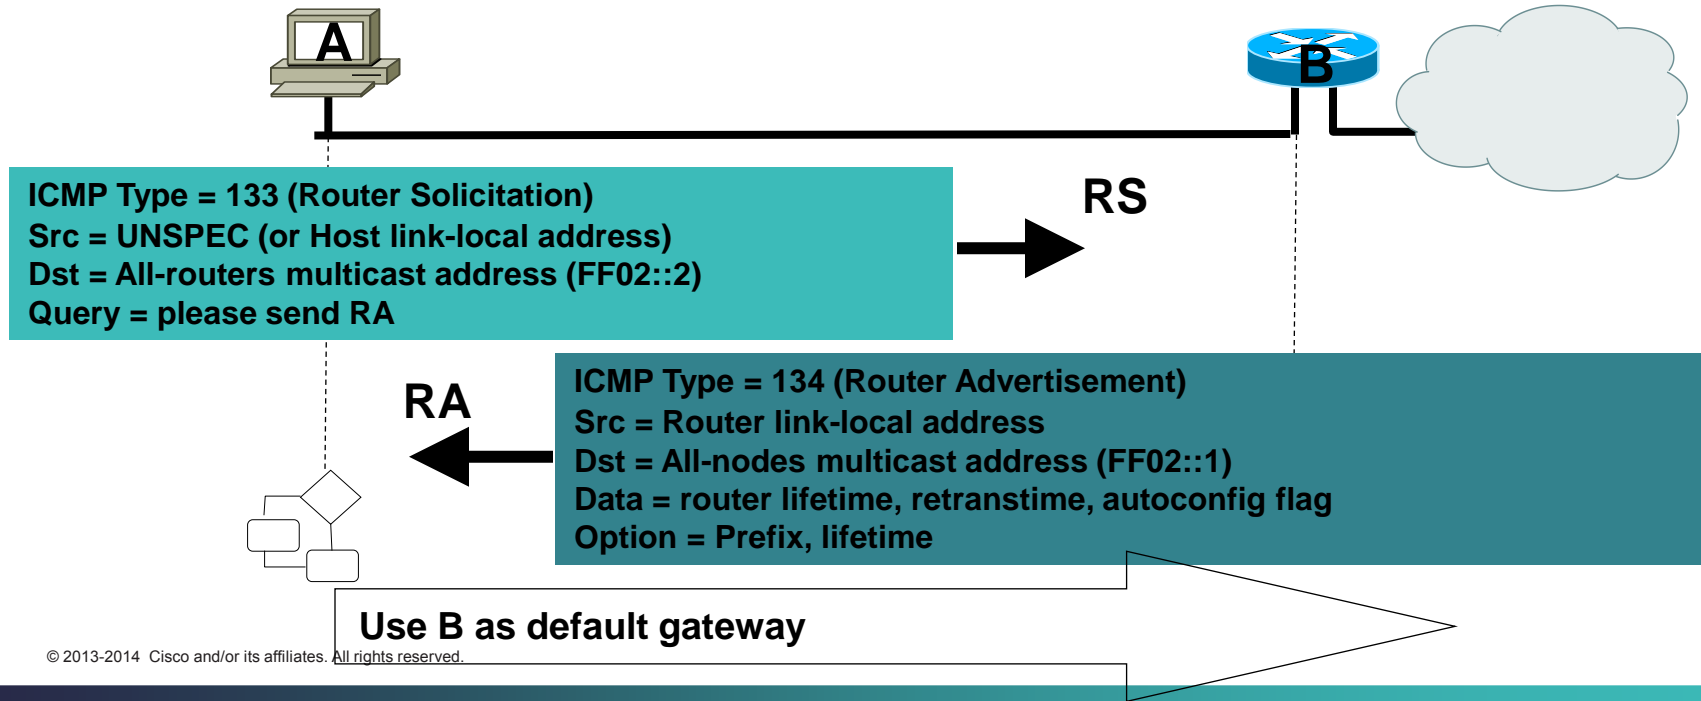 A
B
ICMP Type = 133 (Router Solicitation)
Src = UNSPEC (or Host link-local address)
Dst = All-routers multicast address (FF02::2)
Query = please send RA
RS
RA
ICMP Type = 134 (Router Advertisement)
Src = Router link-local address
Dst = All-nodes multicast address (FF02::1)
Data = router lifetime, retranstime, autoconfig flag
Option = Prefix, lifetime
Use B as default gateway
© 2013-2014 Cisco and/or its affiliates. All rights reserved.